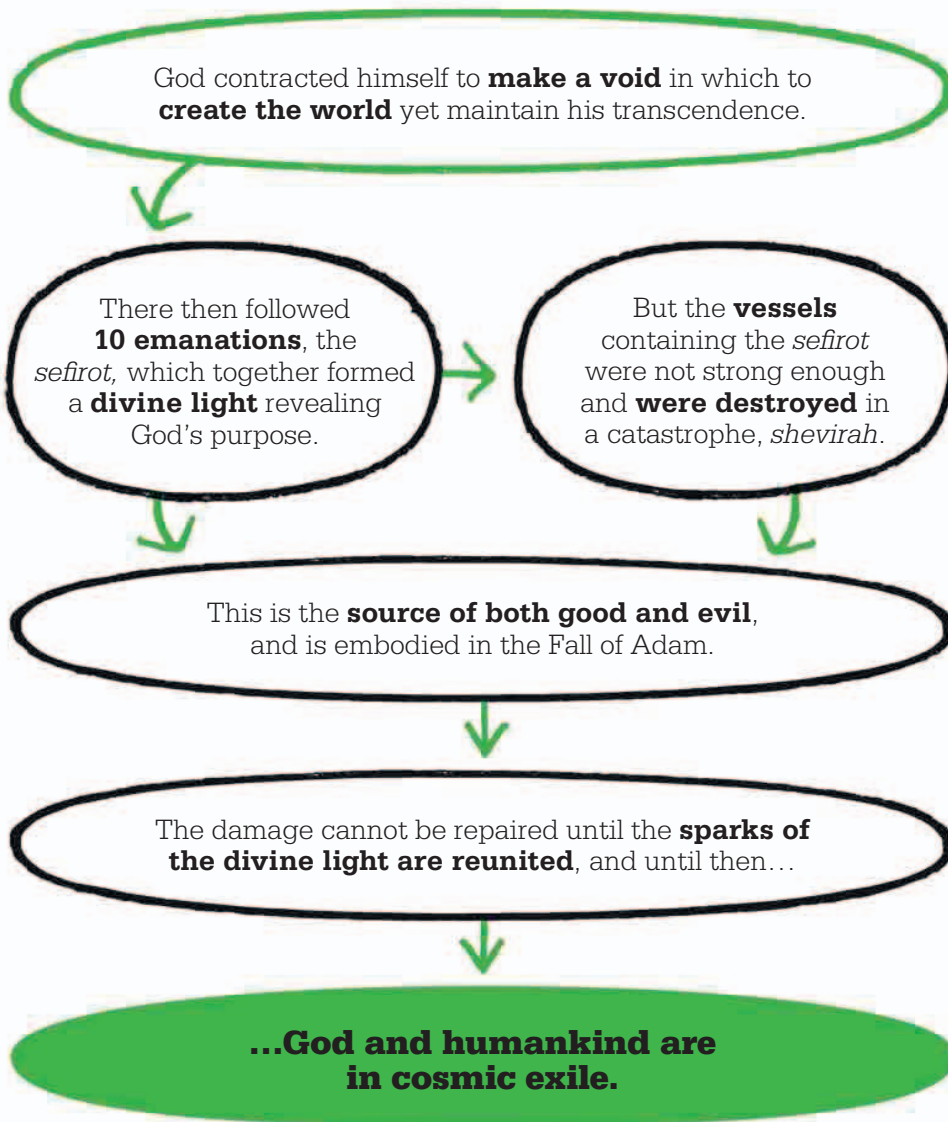 God contracted himself to make a void in which to
create the world yet maintain his transcendence.
There then followed
10 emanations, the
sefirot, which together formed
a divine light revealing
God's purpose.
But the vessels
containing the sefirot
were not strong enough
and were destroyed in
a catastrophe, shevirah.
This is the source of both good and evil,
and is embodied in the Fall of Adam.
The damage cannot be repaired until the sparks of
the divine light are reunited, and until then…
…God and humankind are
in cosmic exile.